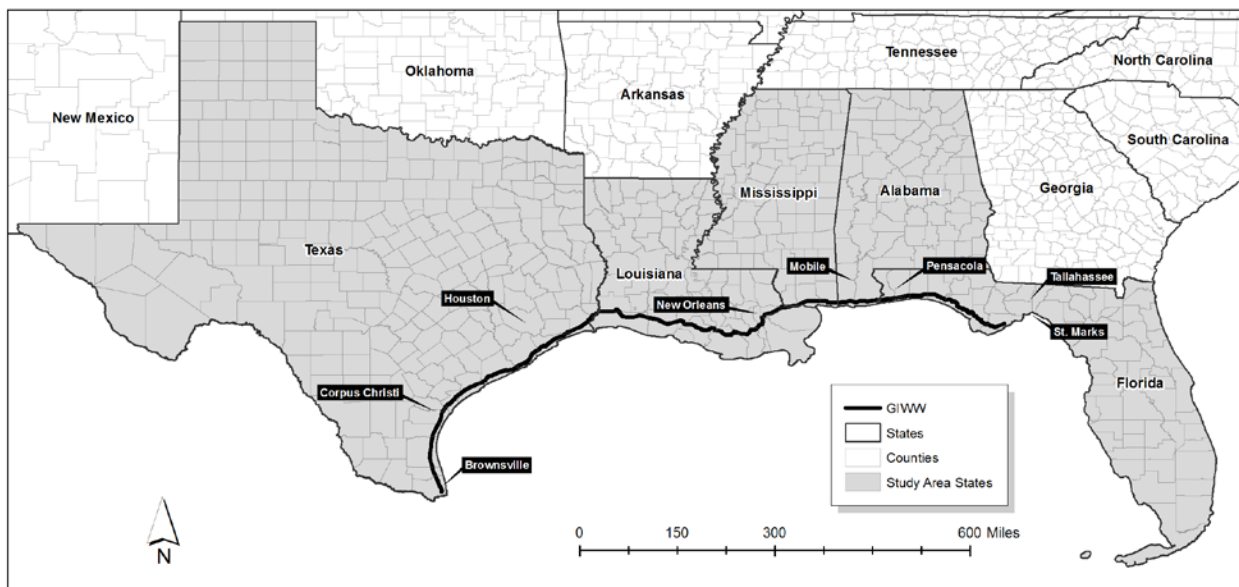 Tennessee
North Carolina
Oklahoma
Arkansas
New Mexico
South Carolina
Mississippi
Alabama
Georgia
Texas
Louisiana
Mobile
Pensacola
Tallahassee
Houston
New Orleans
St. Marks
Florida
Corpus Christi
Brownsville
GIWW
States
Counties
Study Area States
N
0 150 300 600 Miles